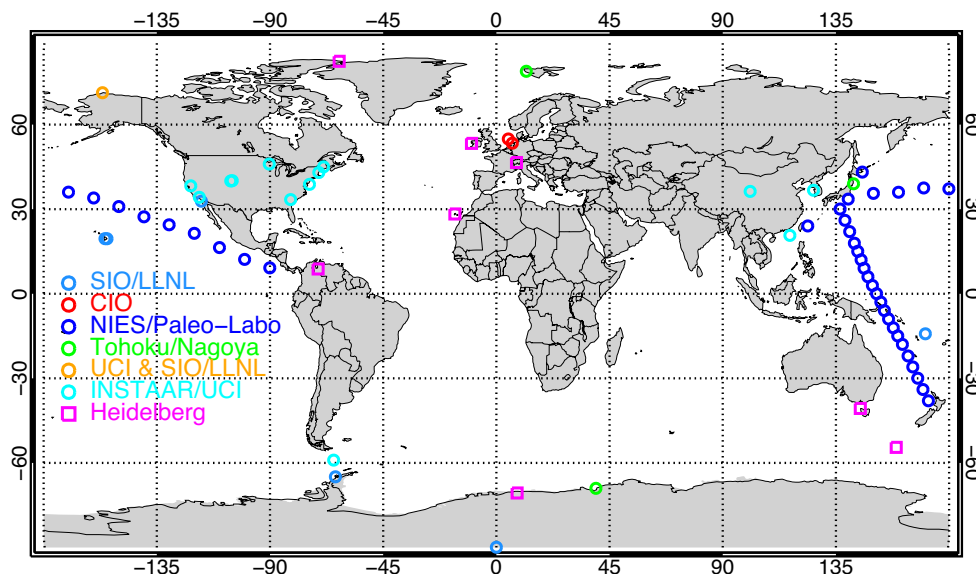 −135 −90 −45 0 45 90 135
60 60
30 30
0 0
−30 −30
−60 −60
SIO/LLNL
CIO
NIES/Paleo−Labo
Tohoku/Nagoya
UCI & SIO/LLNL
INSTAAR/UCI
Heidelberg
−135 −90 −45 0 45 90 135